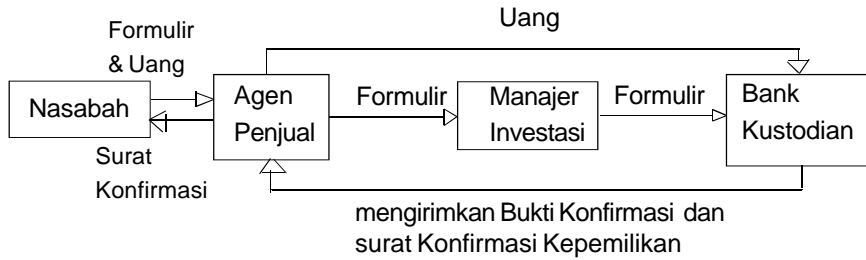 Uang
Formulir
& Uang
Nasabah
Surat
Konfirmasi
Agen
Penjual
Formulir
Manajer
Investasi
Formulir
Bank
Kustodian
mengirimkan Bukti Konfirmasi dan
surat Konfirmasi Kepemilikan